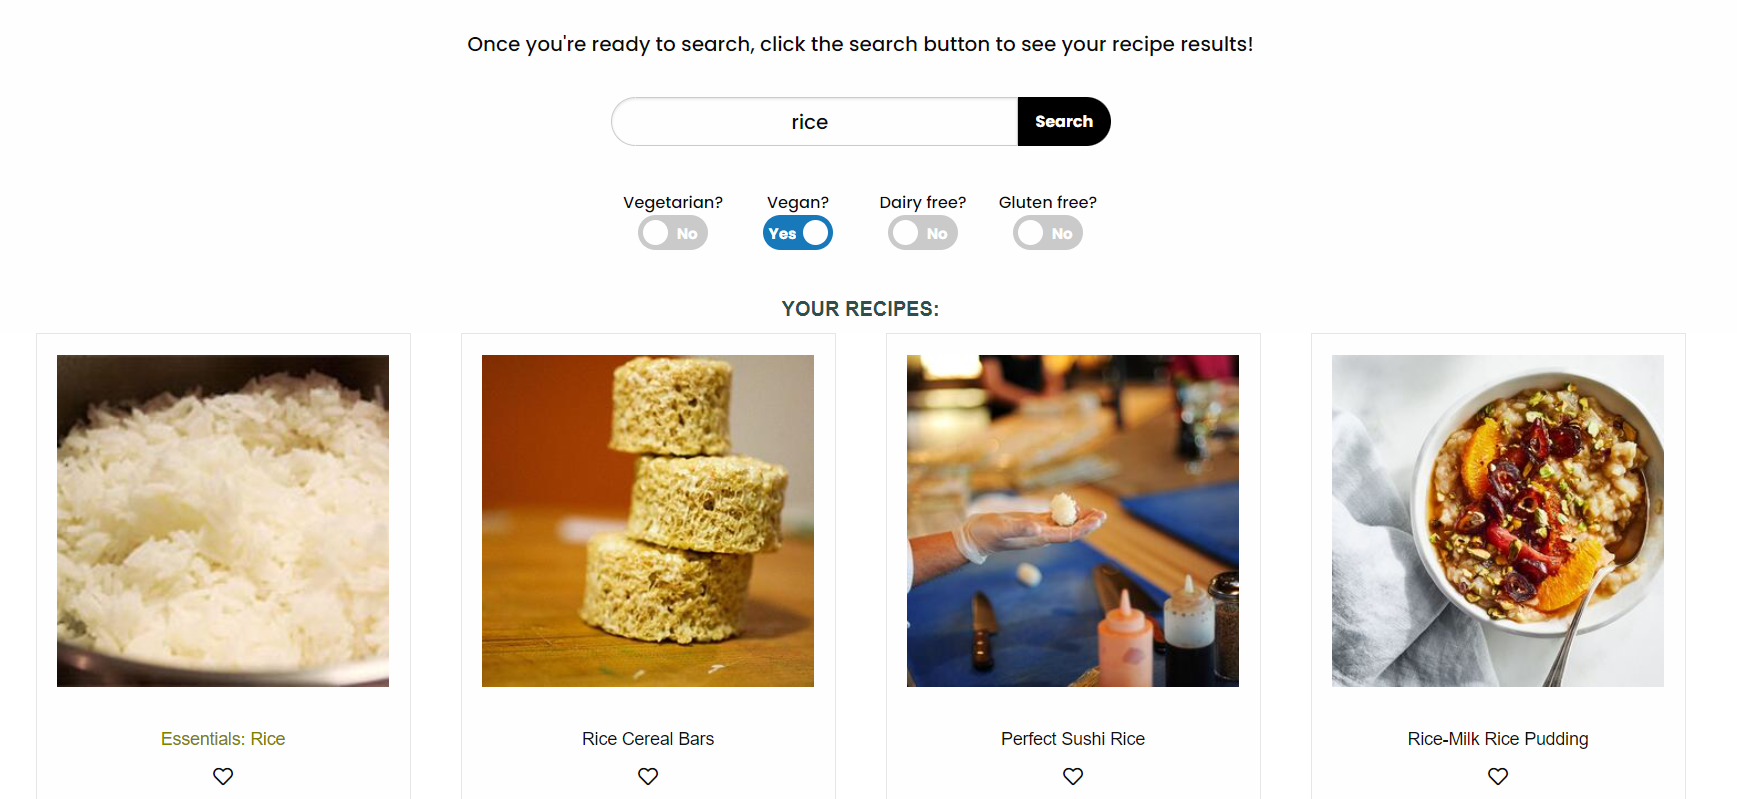 Once you're ready to search, click the search button to see your recipe results!
rice
Search
Vegetarian? Vegan? Dairy free? Gluten free?
No Yes No No
YOUR RECIPES:
Essentials: Rice
Rice Cereal Bars
Perfect Sushi Rice
Rice-Milk Rice Pudding